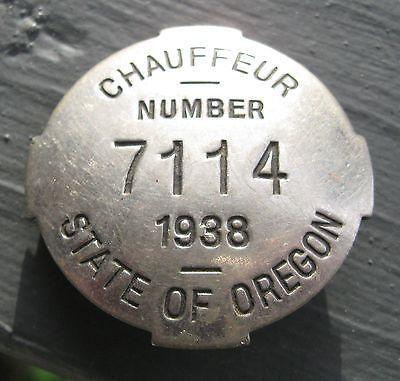 CHAUFFEUR
NUMBER
7114
1938
STATE OF OREGON